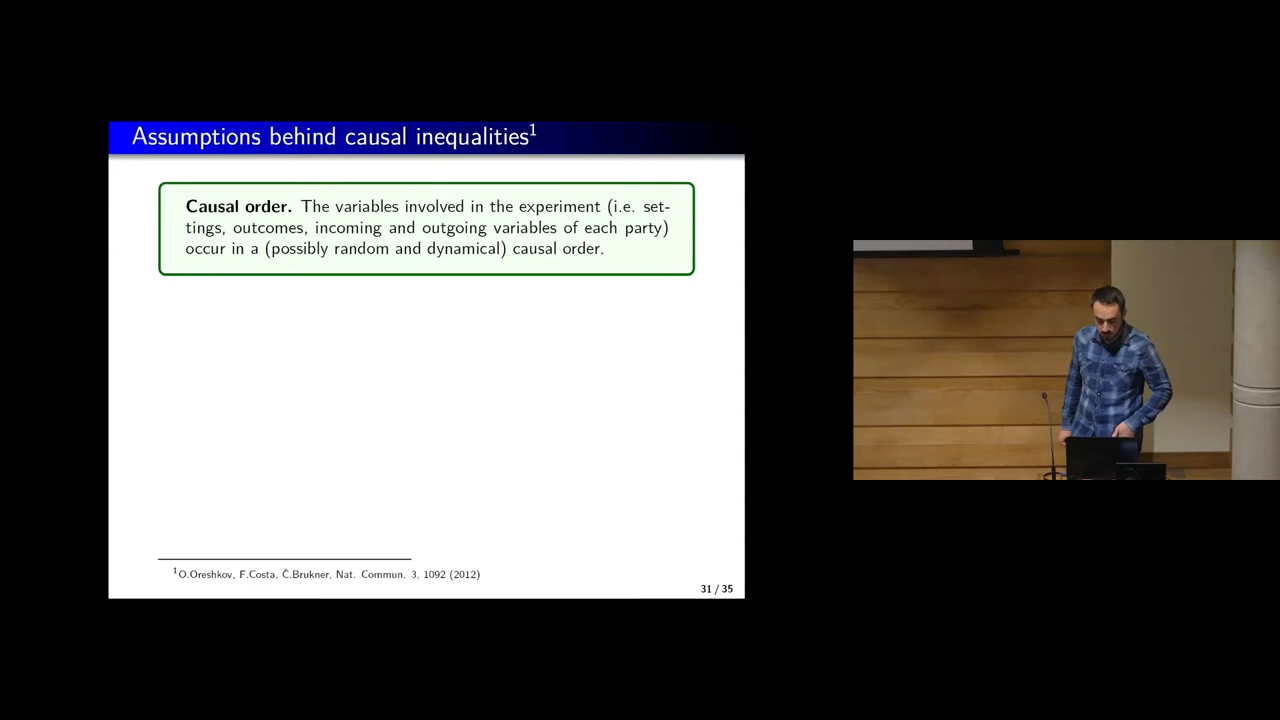 Assumptions behind causal inequalities¹
Causal order. The variables involved in the experiment (i.e. set-
tings, outcomes, incoming and outgoing variables of each party)
occur in a (possibly random and dynamical) causal order.
¹O.Oreshkov, F.Costa, Č.Brukner, Nat. Commun. 3, 1092 (2012)
31 / 35